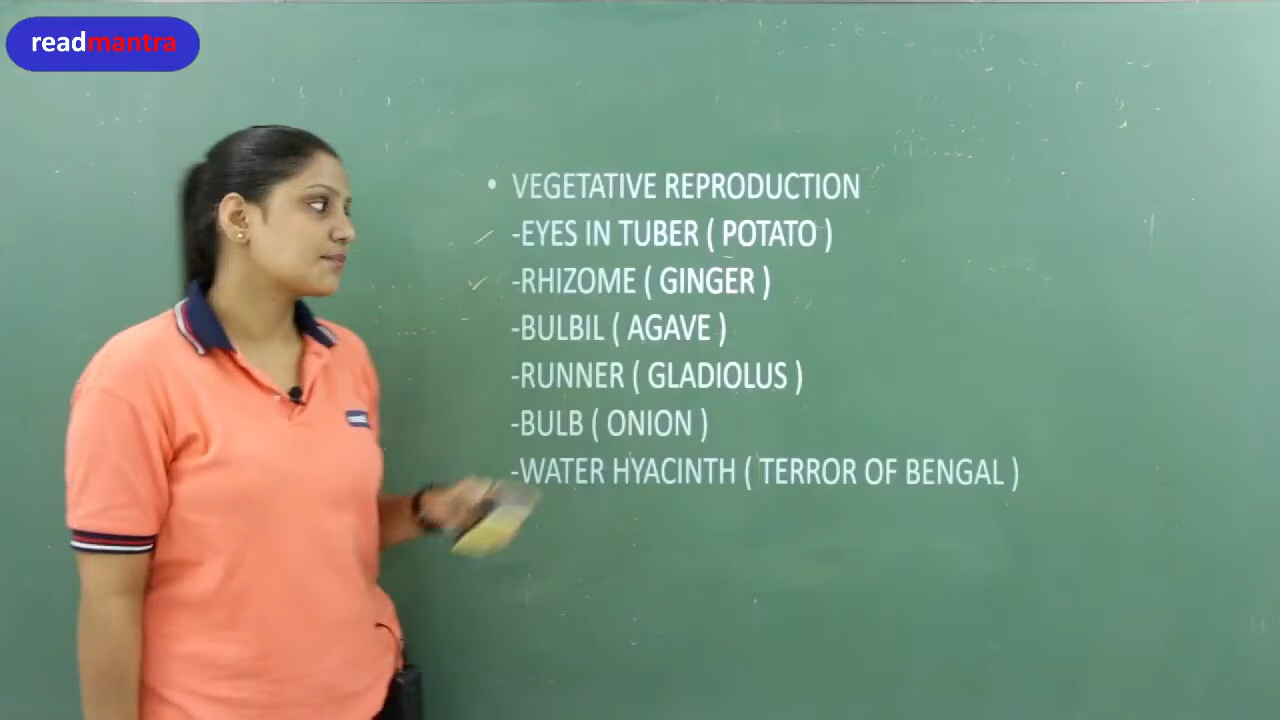 readmantra
• VEGETATIVE REPRODUCTION
-EYES IN TUBER ( POTATO )
-RHIZOME ( GINGER )
-BULBIL ( AGAVE )
-RUNNER ( GLADIOLUS )
-BULB ( ONION )
-WATER HYACINTH ( TERROR OF BENGAL )